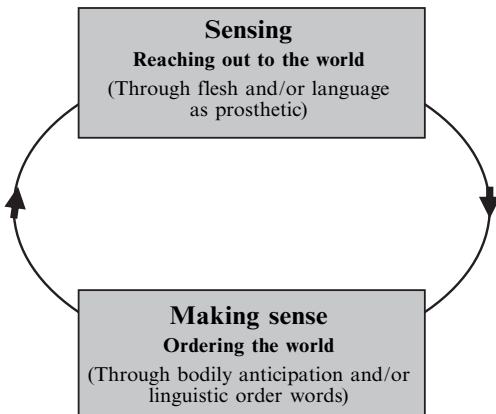 Sensing
Reaching out to the world
(Through flesh and/or language
as prosthetic)
Making sense
Ordering the world
(Through bodily anticipation and/or
linguistic order words)